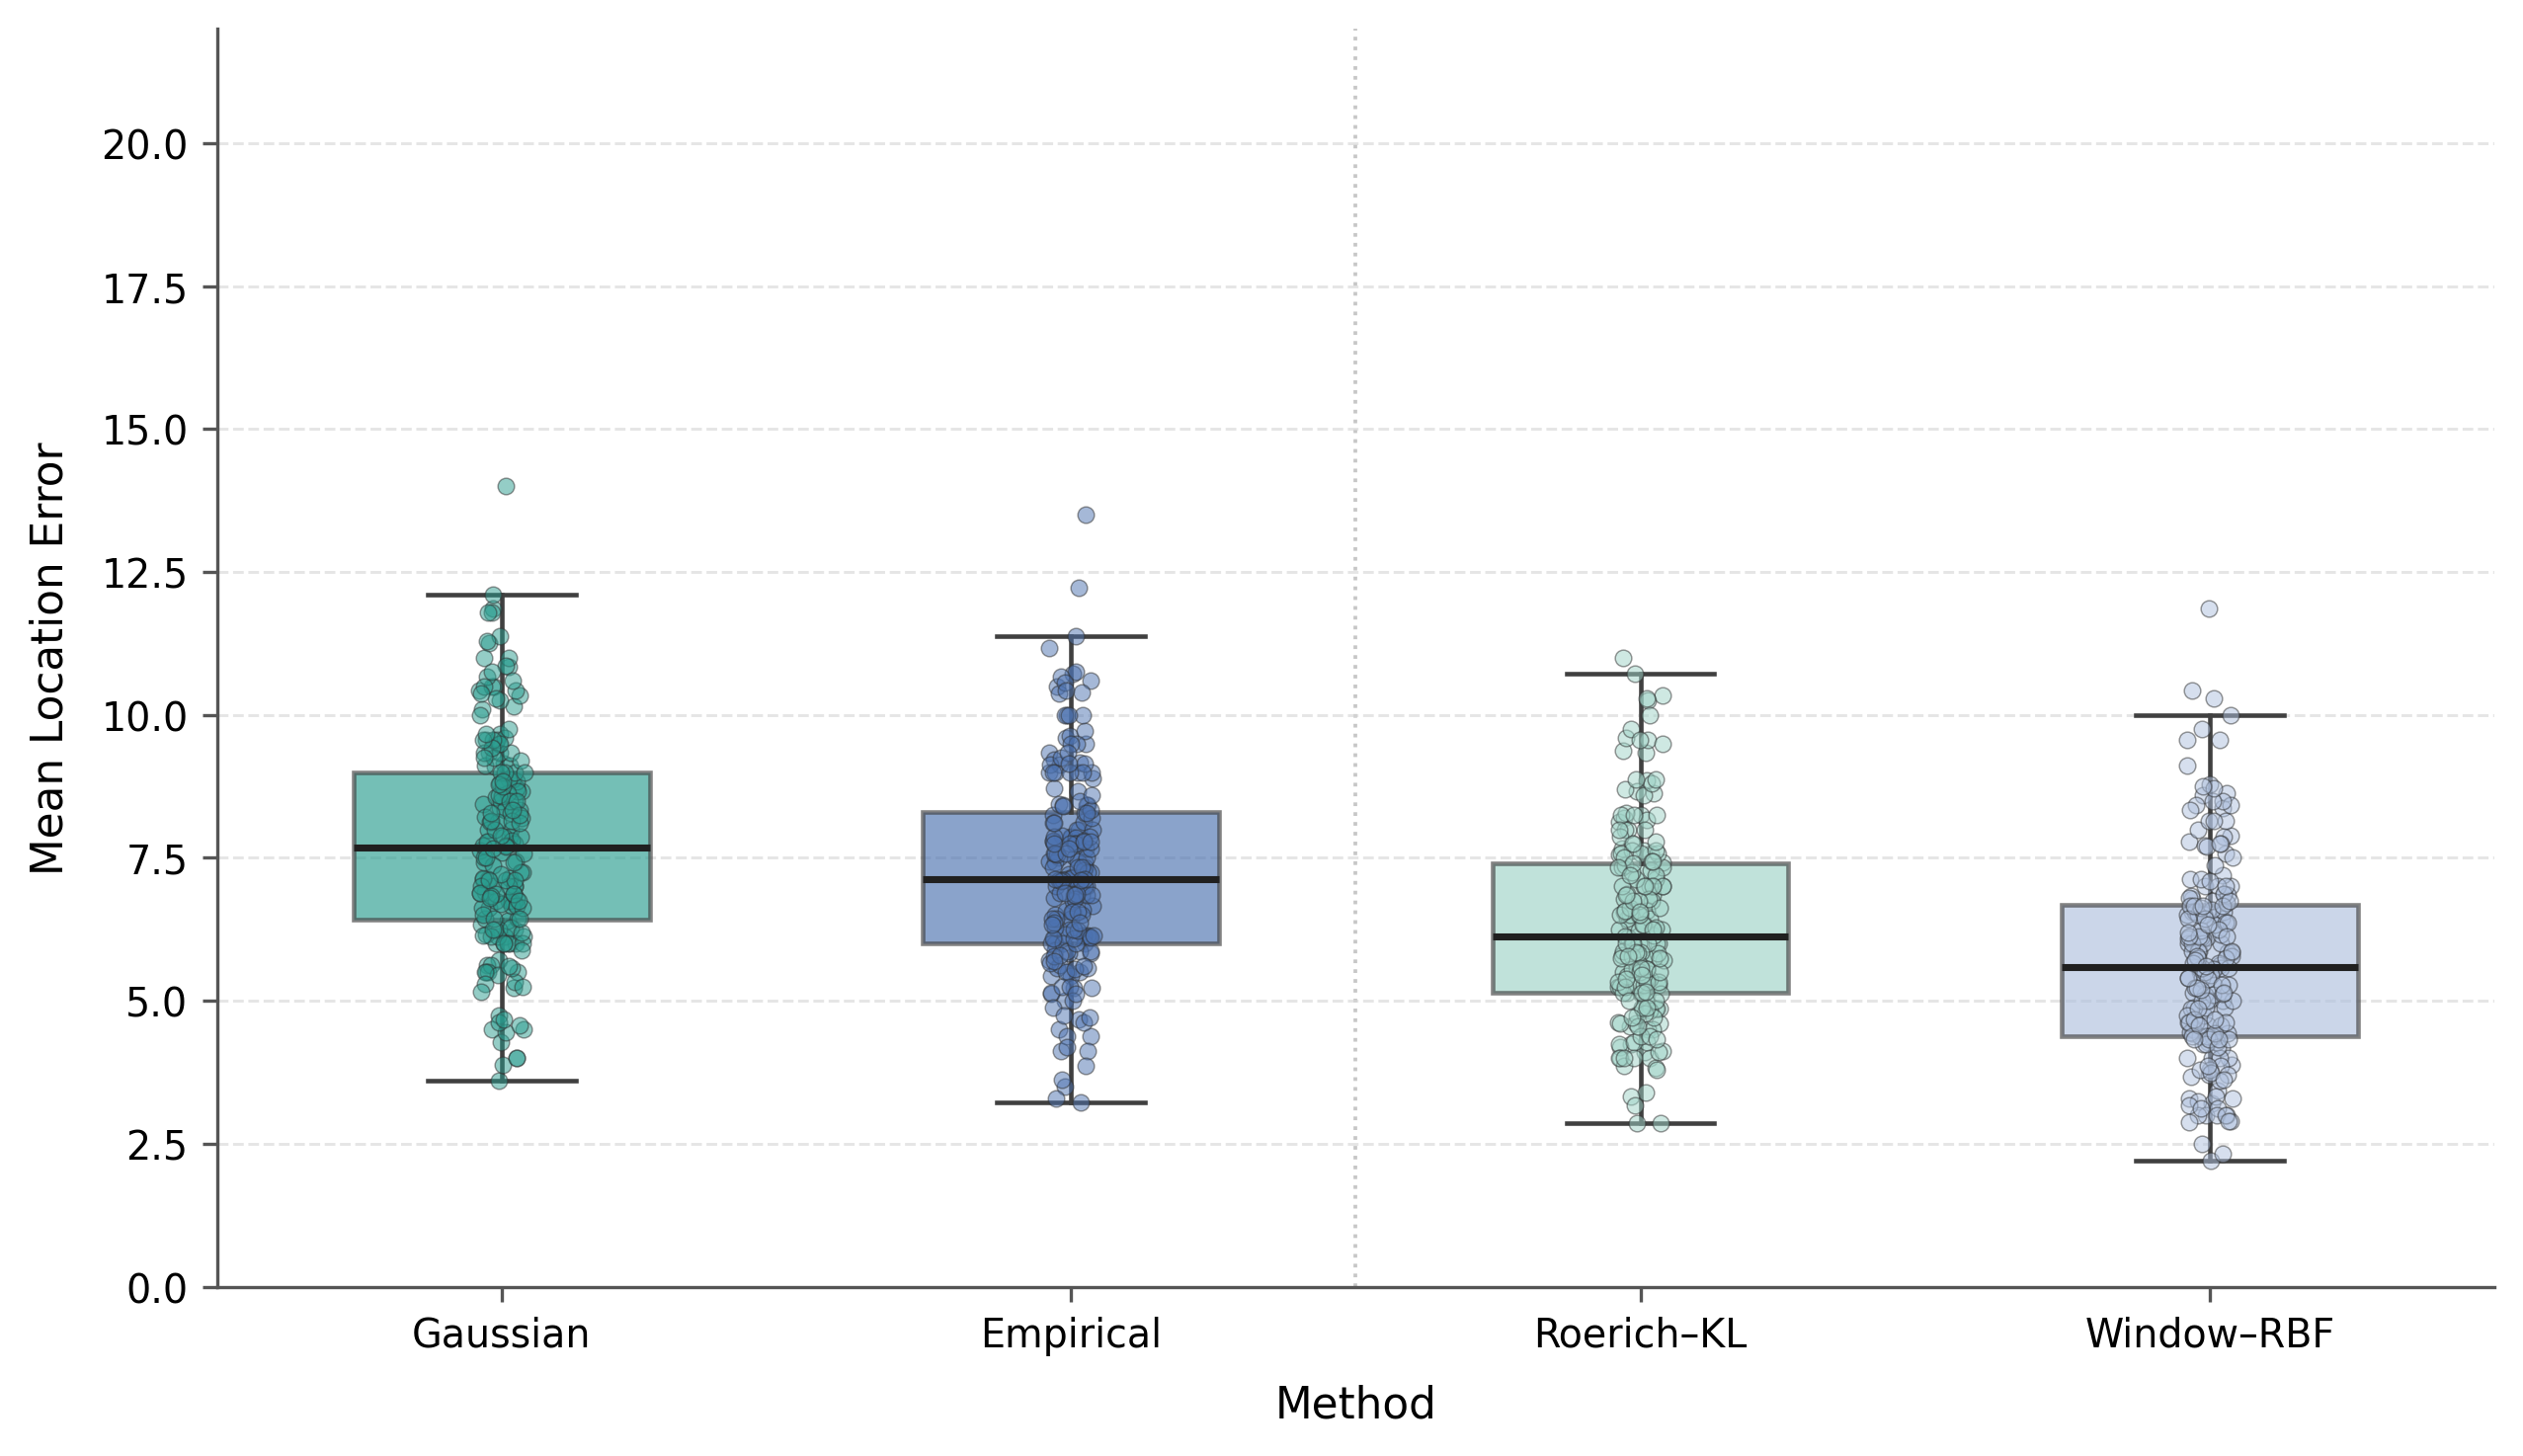 20.0
17.5
15.0
12.5
10.0
7.5
5.0
2.5
0.0
Mean Location Error
Gaussian
Empirical
Roerich–KL
Window–RBF
Method